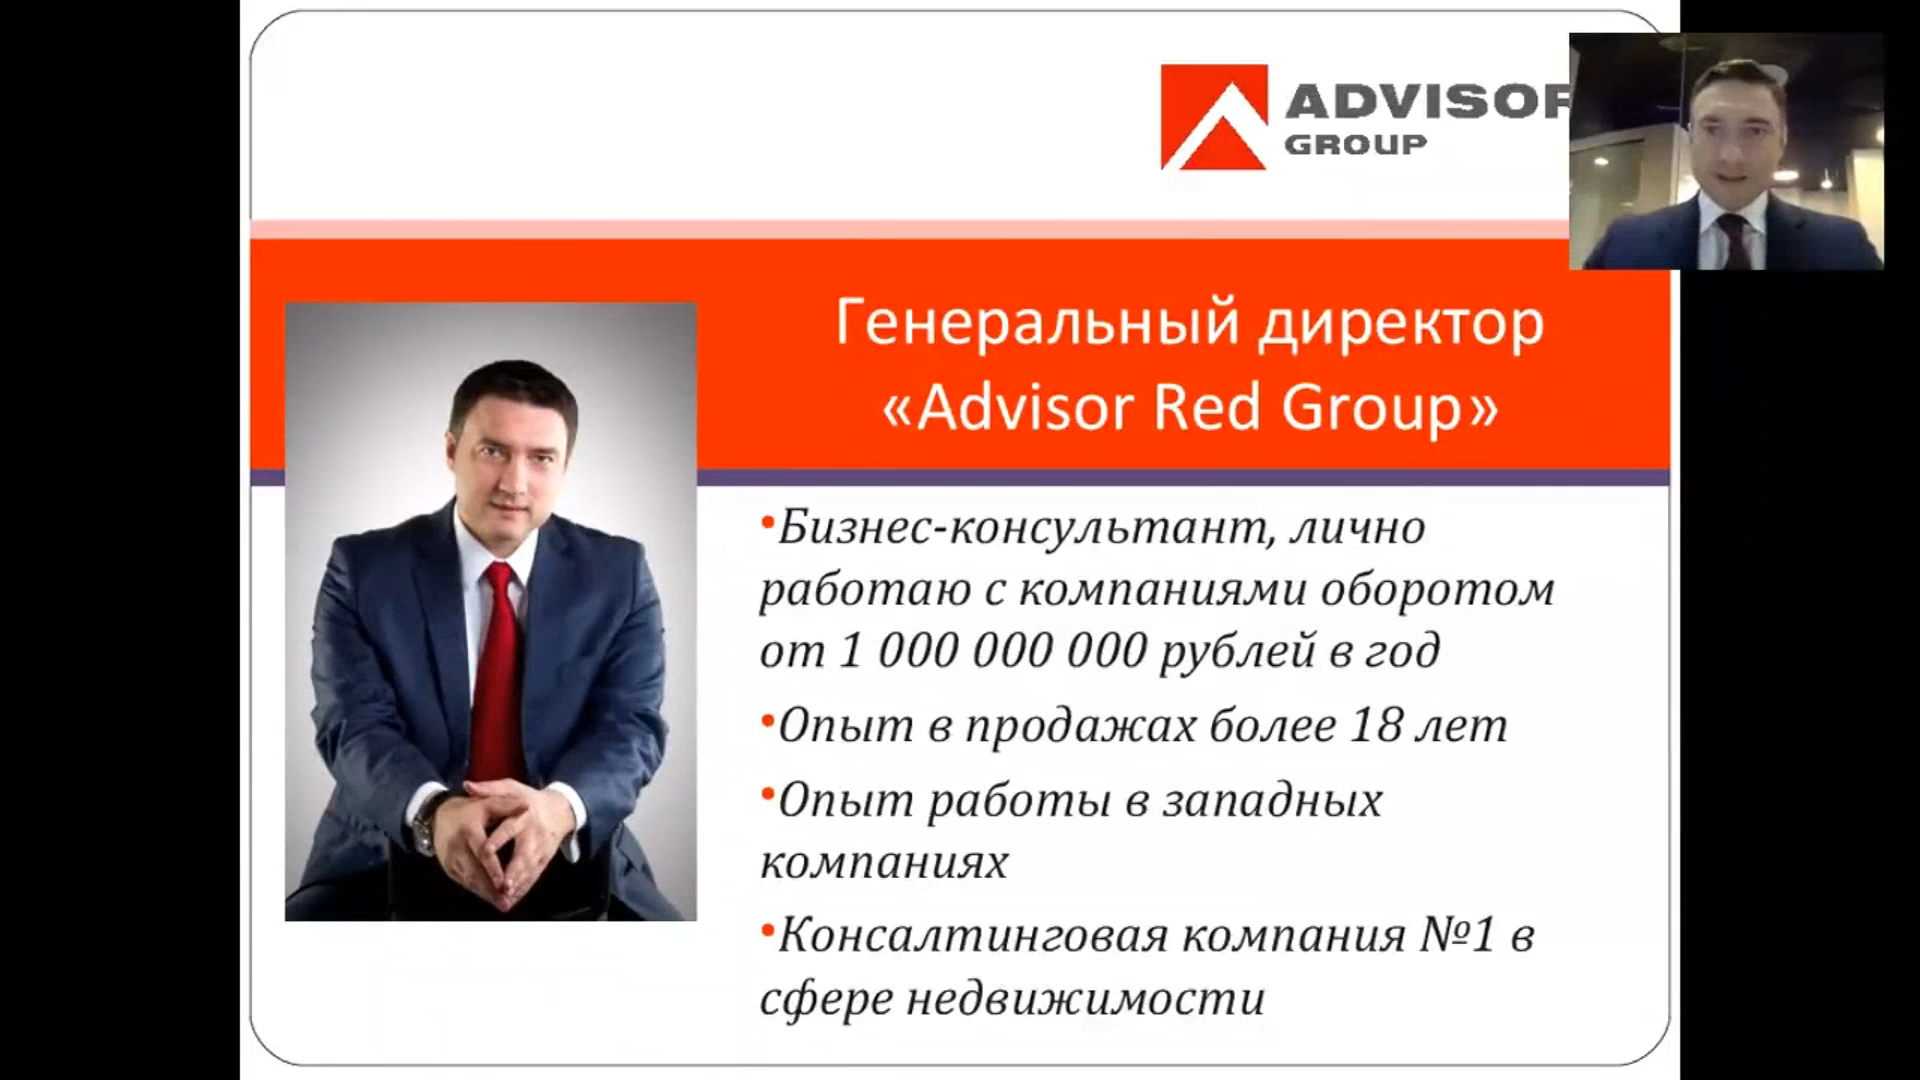 ADVISOR
GROUP
Генеральный директор
«Advisor Red Group»
•Бизнес-консультант, лично
работаю с компаниями оборотом
от 1 000 000 000 рублей в год
•Опыт в продажах более 18 лет
•Опыт работы в западных
компаниях
•Консалтинговая компания №1 в
сфере недвижимости